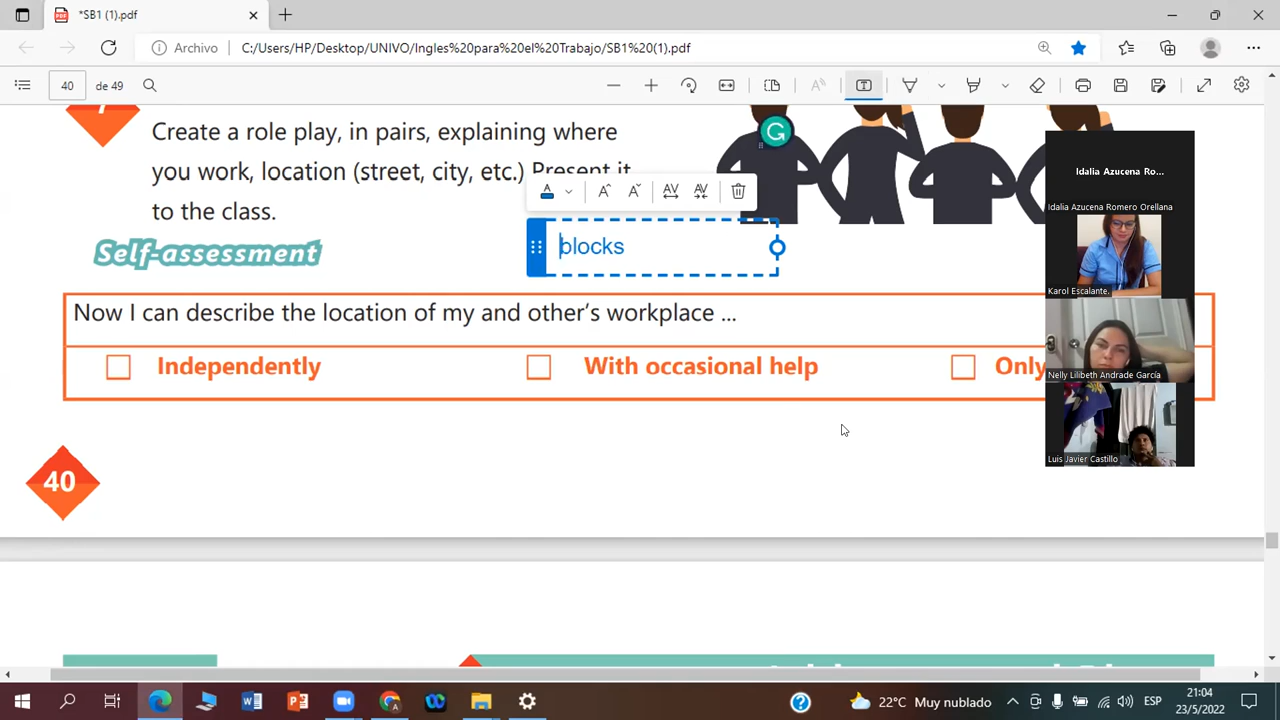 *SB1 (1).pdf
Archivo
C:/Users/HP/Desktop/UNIVO/Ingles%20para%20el%20Trabajo/SB1%20(1).pdf
40
de 49
Create a role play, in pairs, explaining where
you work, location (street, city, etc.) Present it
to the class.
blocks
Self-assessment
Now I can describe the location of my and other's workplace ...
Independently
With occasional help
Only
40
Idalia Azucena Ro...
Idalia Azucena Romero Orellana
Karol Escalante.
Nelly Lilibeth Andrade García
Luis Javier Castillo
22°C
Muy nublado
ESP
21:04
23/5/2022